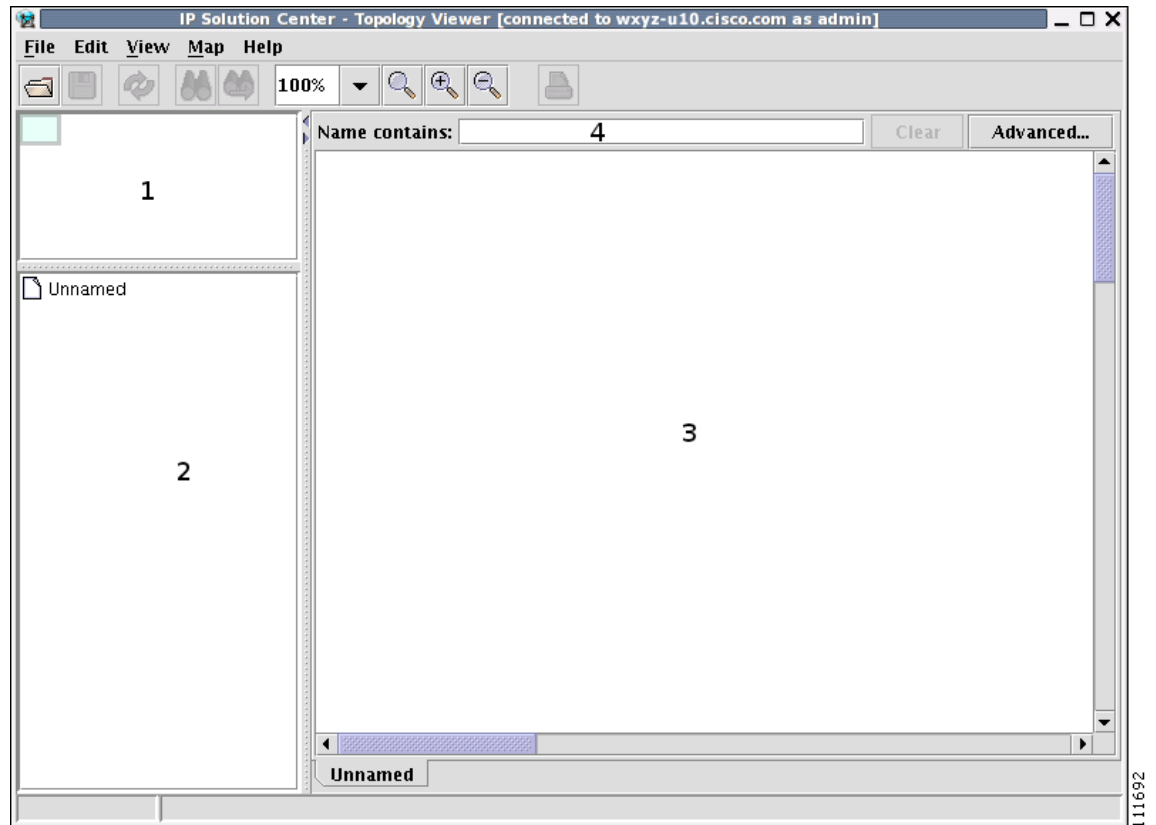 IP Solution Center - Topology Viewer [connected to wxyz-u10.cisco.com as admin]
File Edit View Map Help
100%
Name contains: 4 Clear Advanced...
1
Unnamed
2
3
Unnamed
111692